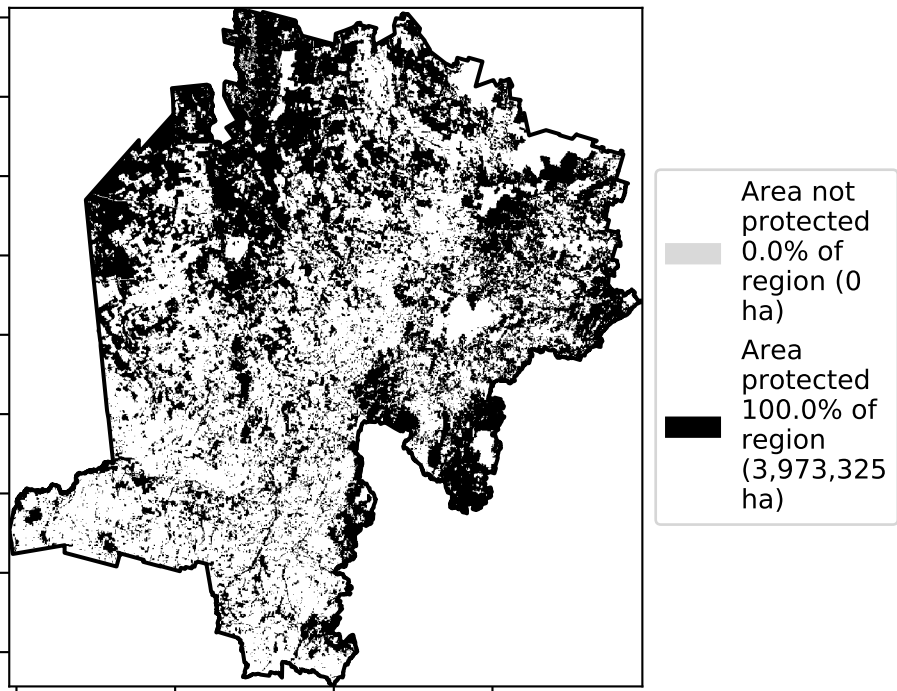 Area not
protected
0.0% of
region (0
ha)
Area
protected
100.0% of
region
(3,973,325
ha)